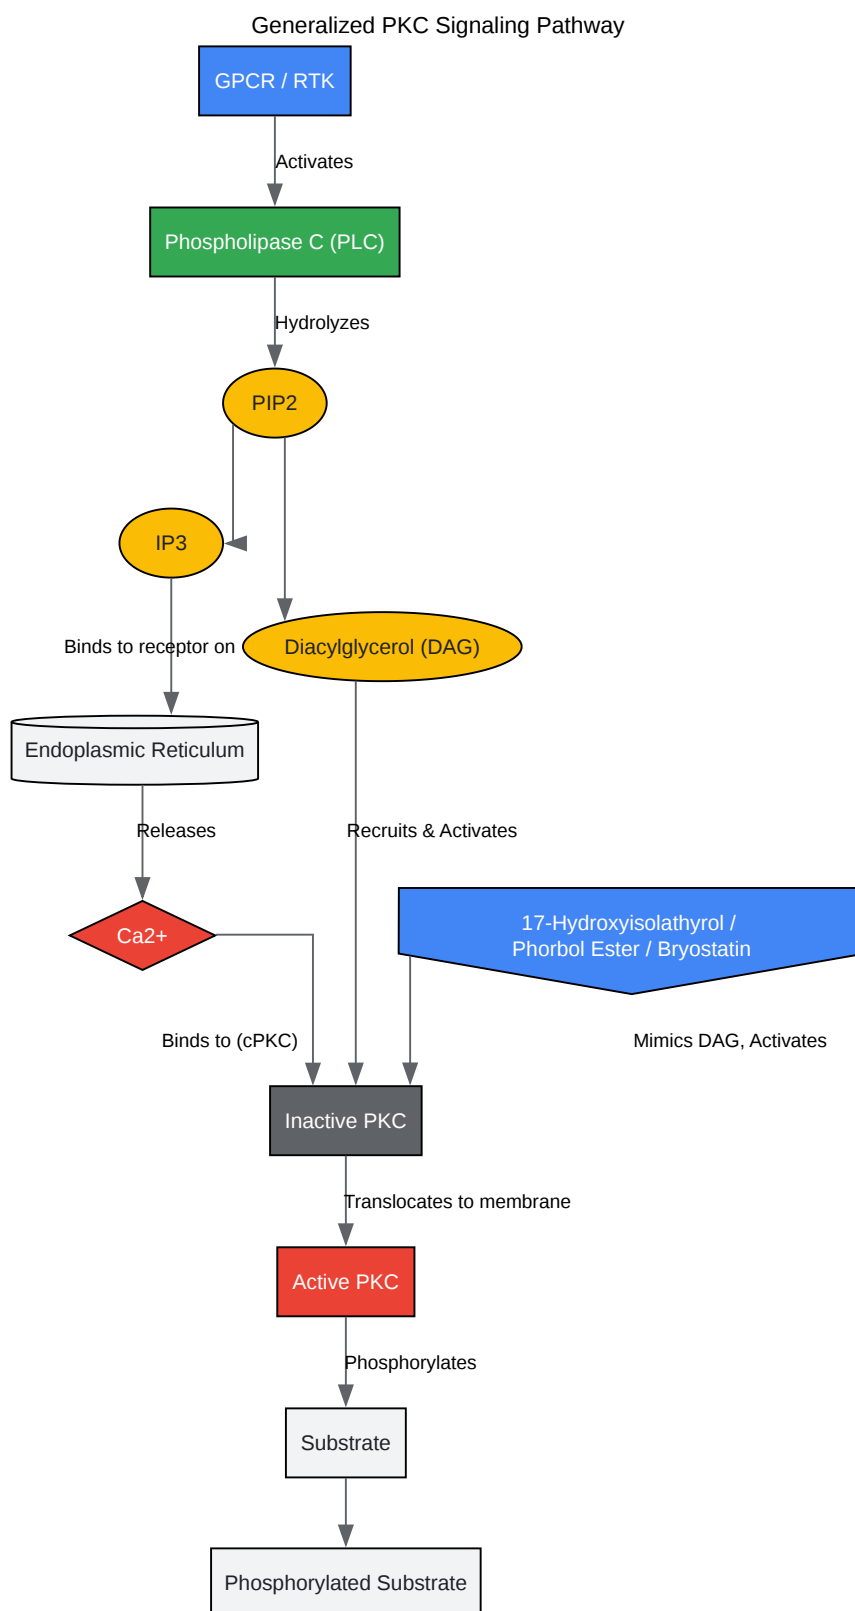 Generalized PKC Signaling Pathway
GPCR / RTK
Activates
Phospholipase C (PLC)
Hydrolyzes
PIP2
IP3
Binds to receptor on
Diacylglycerol (DAG)
Endoplasmic Reticulum
Releases
Recruits & Activates
17-Hydroxyisolathyrol /
Phorbol Ester / Bryostatin
Ca2+
Binds to (cPKC)
Mimics DAG, Activates
Inactive PKC
Translocates to membrane
Active PKC
Phosphorylates
Substrate
Phosphorylated Substrate